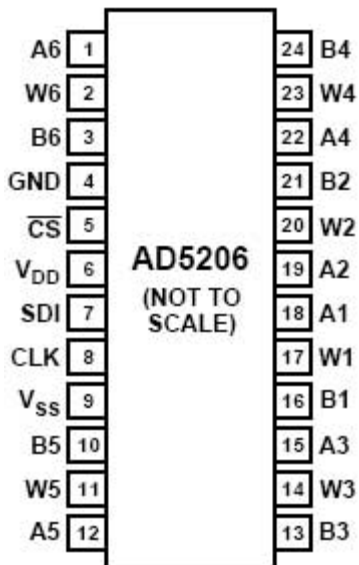 A6 1 24 B4
W6 2 23 W4
B6 3 22 A4
GND 4 21 B2
CS 5 20 W2
VDD 6 AD5206 19 A2
SDI 7 (NOT TO SCALE) 18 A1
CLK 8 17 W1
VSS 9 16 B1
B5 10 15 A3
W5 11 14 W3
A5 12 13 B3